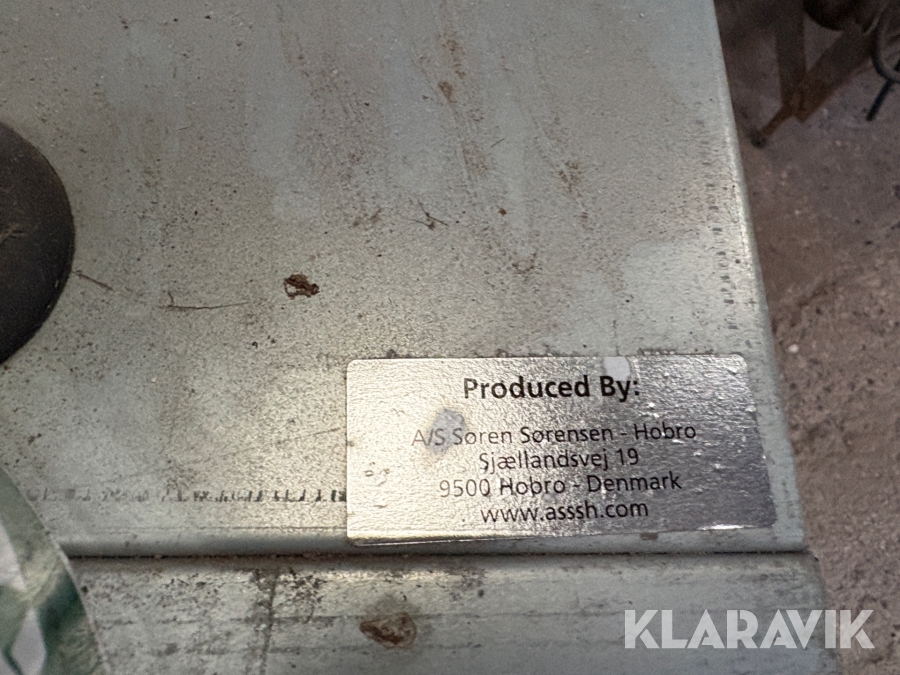 Produced By:
A/S Søren Sørensen - Hobro
Sjællandsvej 19
9500 Hobro - Denmark
www.asssh.com
KLARAVIK